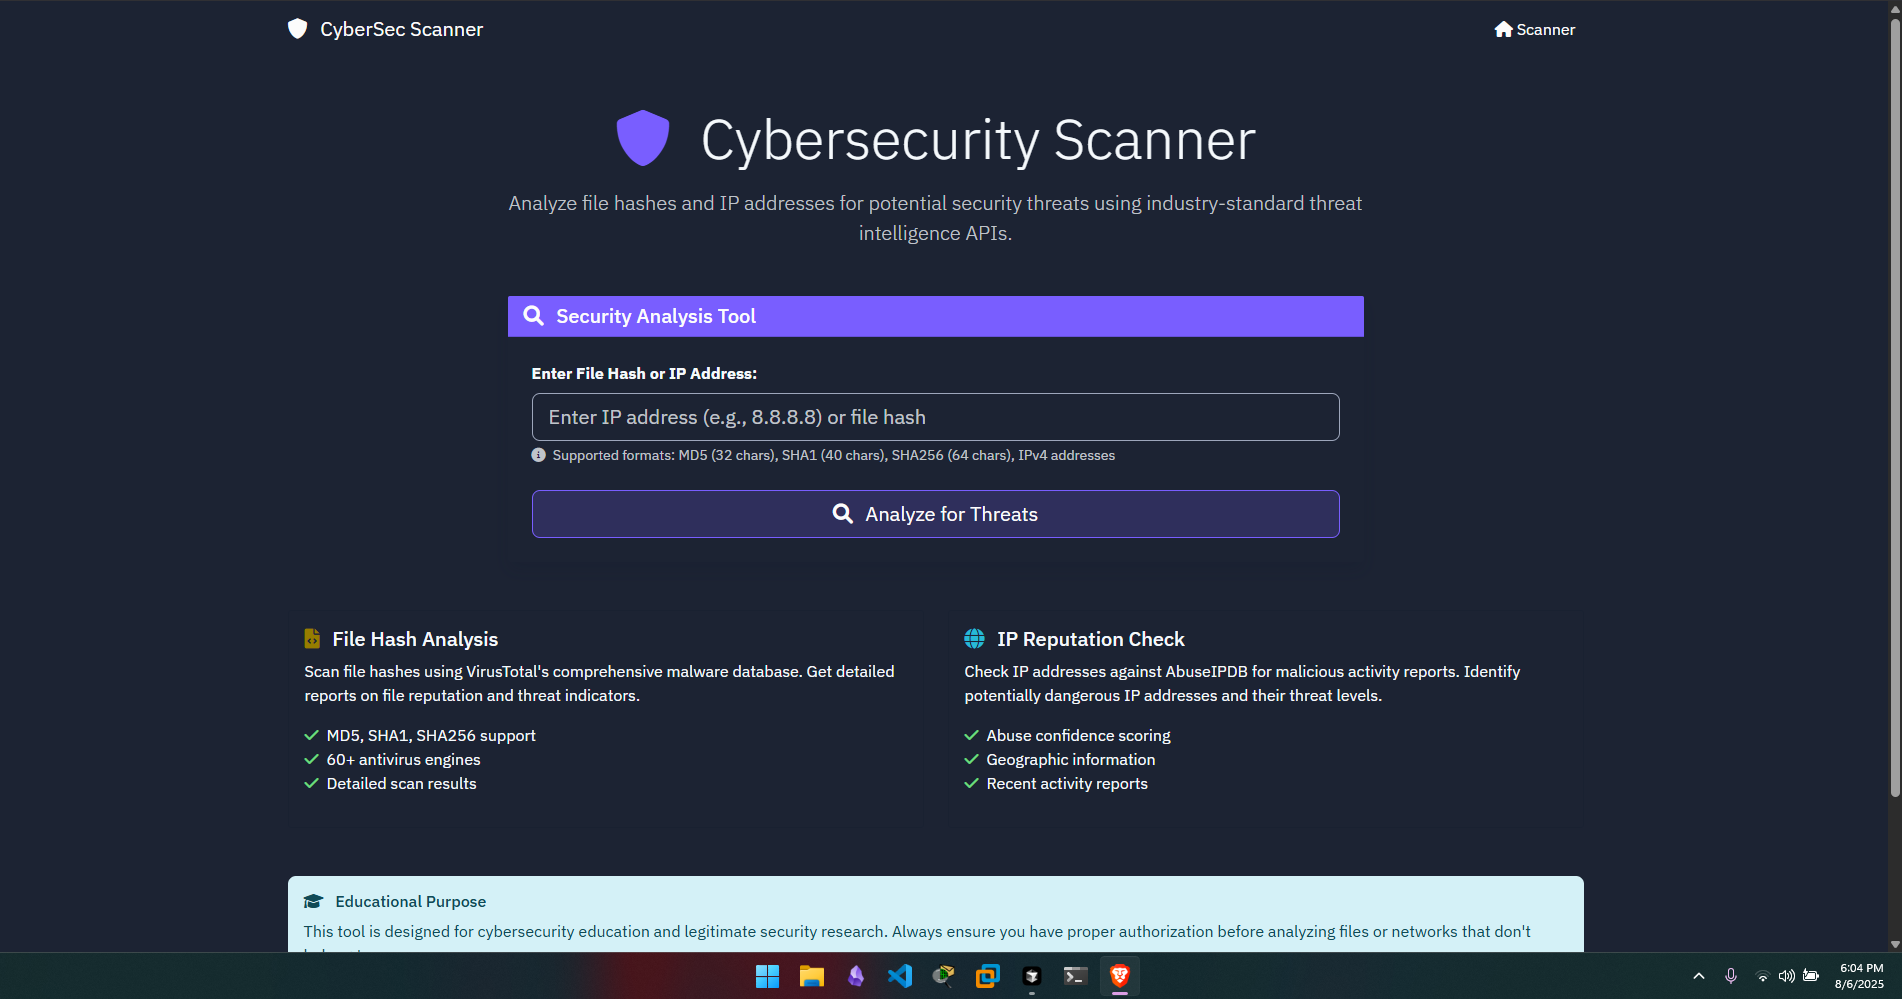 CyberSec Scanner
Scanner
Cybersecurity Scanner
Analyze file hashes and IP addresses for potential security threats using industry-standard threat
intelligence APIs.
Security Analysis Tool
Enter File Hash or IP Address:
Enter IP address (e.g., 8.8.8.8) or file hash
Supported formats: MD5 (32 chars), SHA1 (40 chars), SHA256 (64 chars), IPv4 addresses
Analyze for Threats
File Hash Analysis
Scan file hashes using VirusTotal's comprehensive malware database. Get detailed
reports on file reputation and threat indicators.
MD5, SHA1, SHA256 support
60+ antivirus engines
Detailed scan results
IP Reputation Check
Check IP addresses against AbuseIPDB for malicious activity reports. Identify
potentially dangerous IP addresses and their threat levels.
Abuse confidence scoring
Geographic information
Recent activity reports
Educational Purpose
This tool is designed for cybersecurity education and legitimate security research. Always ensure you have proper authorization before analyzing files or networks that don't
6:04 PM
8/6/2025